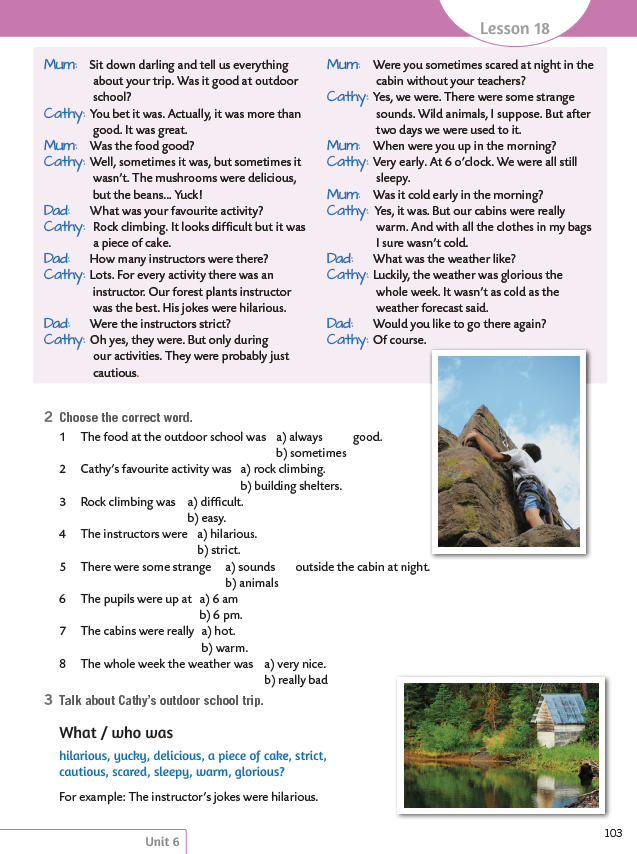 Lesson 18
Mum: Sit down darling and tell us everything
about your trip. Was it good at outdoor
school?
Cathy: You bet it was. Actually, it was more than
good. It was great.
Mum: Was the food good?
Cathy: Well, sometimes it was, but sometimes it
wasn't. The mushrooms were delicious,
but the beans... Yuck!
Dad: What was your favourite activity?
Cathy: Rock climbing. It looks difficult but it was
a piece of cake.
Dad: How many instructors were there?
Cathy: Lots. For every activity there was an
instructor. Our forest plants instructor
was the best. His jokes were hilarious.
Dad: Were the instructors strict?
Cathy: Oh yes, they were. But only during
our activities. They were probably just
cautious.
Mum: Were you sometimes scared at night in the
cabin without your teachers?
Cathy: Yes, we were. There were some strange
sounds. Wild animals, I suppose. But after
two days we were used to it.
Mum: When were you up in the morning?
Cathy: Very early. At 6 o'clock. We were all still
sleepy.
Mum: Was it cold early in the morning?
Cathy: Yes, it was. But our cabins were really
warm. And with all the clothes in my bags
I sure wasn't cold.
Dad: What was the weather like?
Cathy: Luckily, the weather was glorious the
whole week. It wasn't as cold as the
weather forecast said.
Dad: Would you like to go there again?
Cathy: Of course.
2 Choose the correct word.
1 The food at the outdoor school was a) always good.
b) sometimes
2 Cathy's favourite activity was a) rock climbing.
b) building shelters.
3 Rock climbing was a) difficult.
b) easy.
4 The instructors were a) hilarious.
b) strict.
5 There were some strange a) sounds outside the cabin at night.
b) animals
6 The pupils were up at a) 6 am
b) 6 pm.
7 The cabins were really a) hot.
b) warm.
8 The whole week the weather was a) very nice.
b) really bad
3 Talk about Cathy's outdoor school trip.
What / who was
hilarious, yucky, delicious, a piece of cake, strict,
cautious, scared, sleepy, warm, glorious?
For example: The instructor's jokes were hilarious.
Unit 6
103